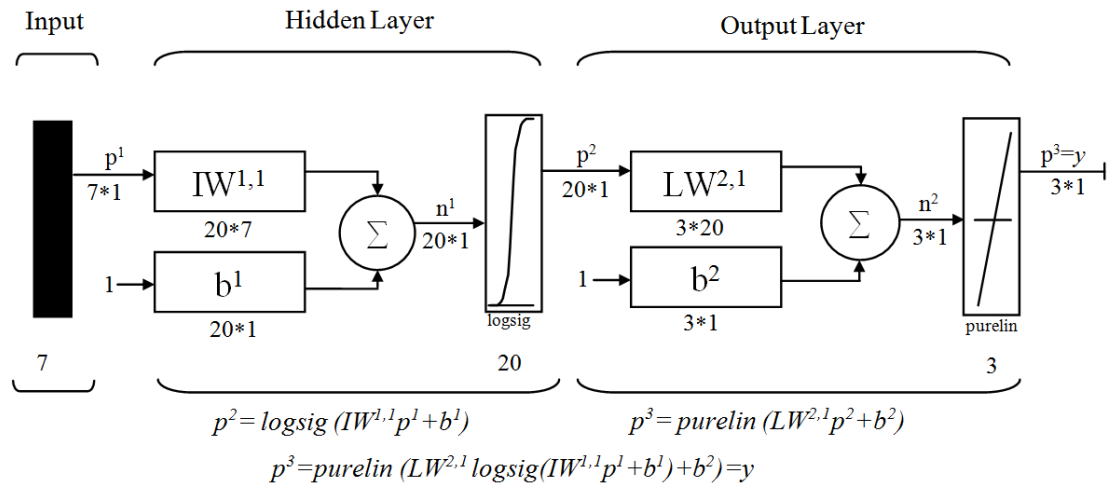 Input
Hidden Layer
Output Layer
p¹
7*1
IW¹,¹
20*7
1
b¹
20*1
Σ
n¹
20*1
logsig
p²
20*1
LW²,¹
3*20
1
b²
3*1
Σ
n²
3*1
purelin
p³=y
3*1
7
20
3
p²= logsig (IW¹,¹p¹+b¹)
p³= purelin (LW²,¹p²+b²)
p³=purelin (LW²,¹logsig(IW¹,¹p¹+b¹)+b²)=y